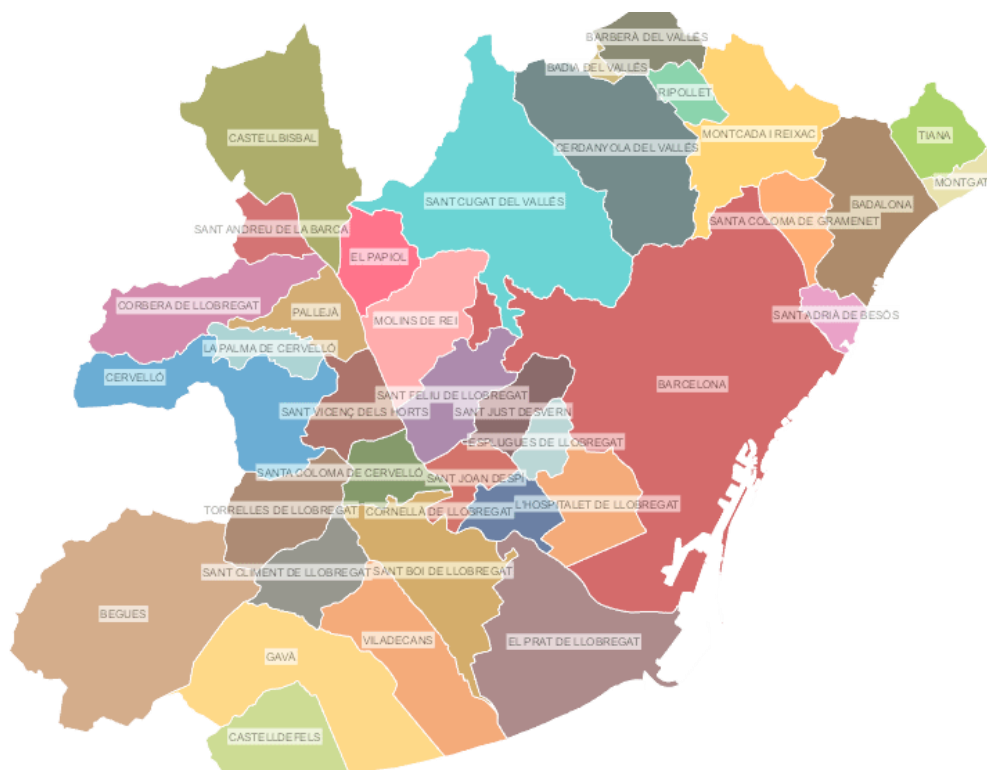 BARBERÀ DEL VALLÉS
BADIA DEL VALLÉS
RIPOLLET
CASTELLBISBAL
MONTCADA I REIXAC
TIANA
CERDANYOLA DEL VALLÉS
MONTGAT
SANT CUGAT DEL VALLÉS
BADALONA
SANTA COLOMA DE GRAMENET
SANT ANDREU DE LA BARCA
EL PAPIOL
CORBERA DE LLOBREGAT
PALLEJÀ
MOLINS DE REI
SANT ADRIÀ DE BESÒS
LA PALMA DE CERVELLÓ
CERVELLÓ
BARCELONA
SANT FELIU DE LLOBREGAT
SANT VICENÇ DELS HORTS
SANT JUST DESVERN
ESPLUGUES DE LLOBREGAT
SANTA COLOMA DE CERVELLÓ
SANT JOAN DESPÍ
TORRELLES DE LLOBREGAT
CORNELLÀ DE LLOBREGAT
L'HOSPITALET DE LLOBREGAT
SANT CLIMENT DE LLOBREGAT
SANT BOI DE LLOBREGAT
BEGUES
VILADECANS
EL PRAT DE LLOBREGAT
GAVÀ
CASTELLDEFELS